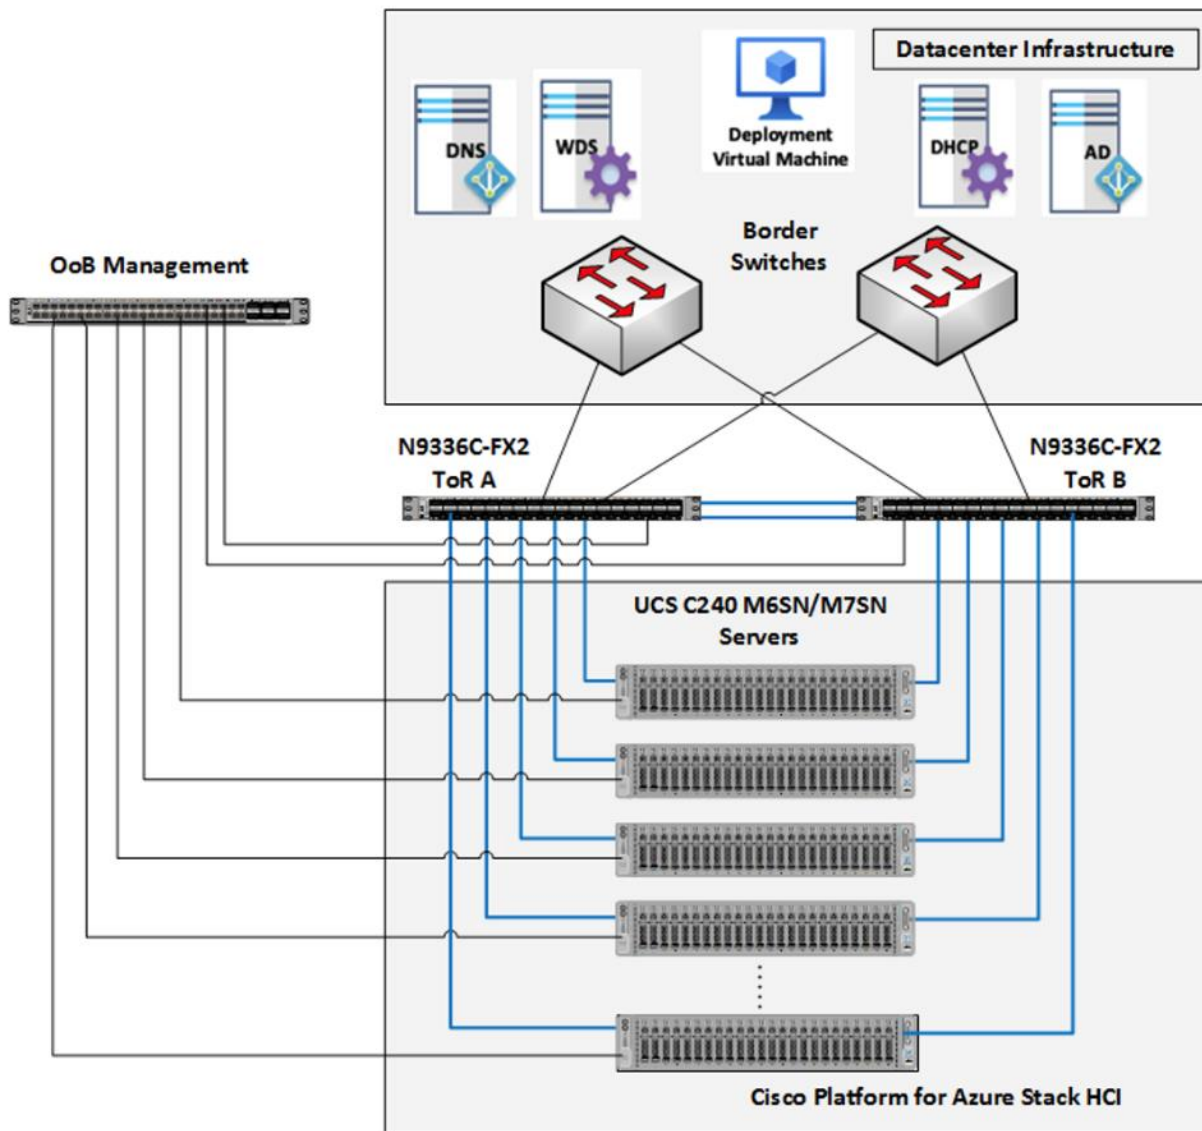 Datacenter Infrastructure
DNS
WDS
Deployment
Virtual Machine
DHCP
AD
Border
Switches
OoB Management
N9336C-FX2
ToR A
N9336C-FX2
ToR B
UCS C240 M6SN/M7SN
Servers
Cisco Platform for Azure Stack HCI